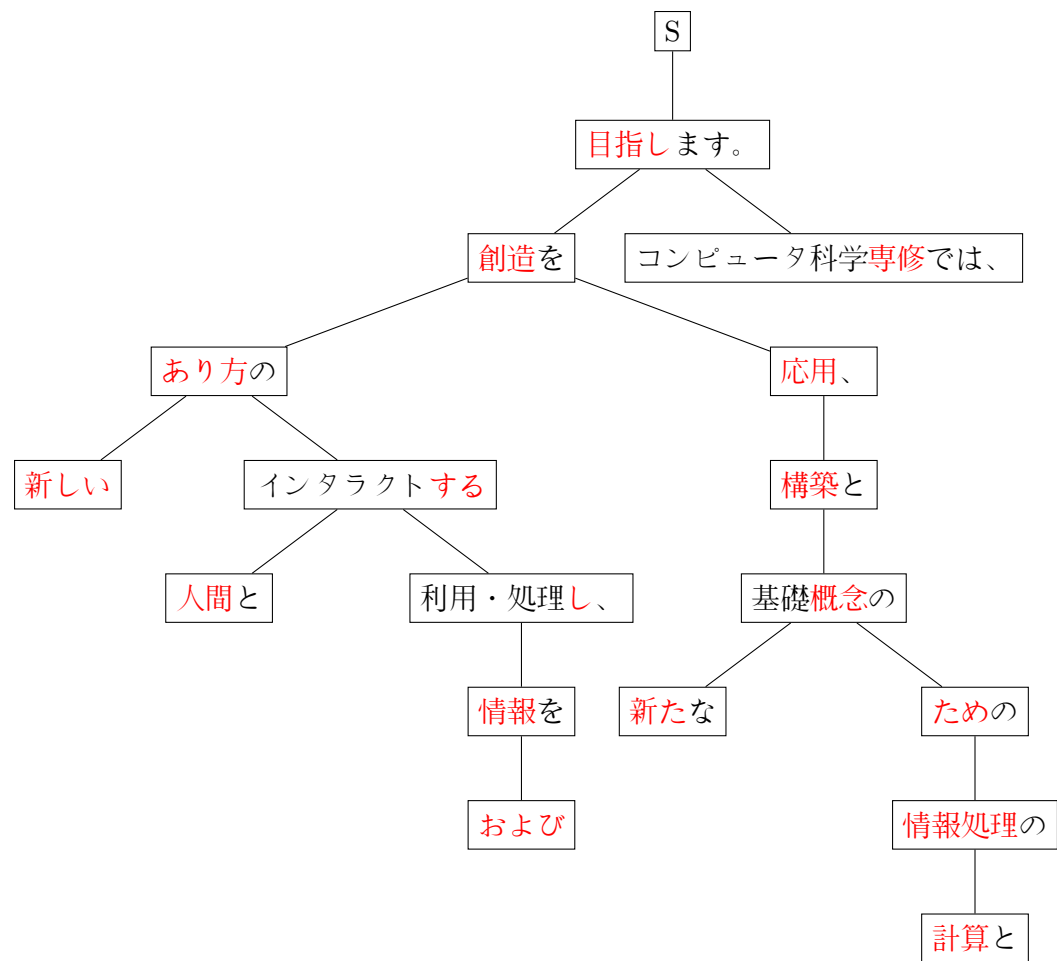 S
目指します。
創造を
コンピュータ科学専修では、
あり方の
応用、
新しい
インタラクトする
構築と
人間と
利用・処理し、
基礎概念の
情報を
新たな
ための
および
情報処理の
計算と